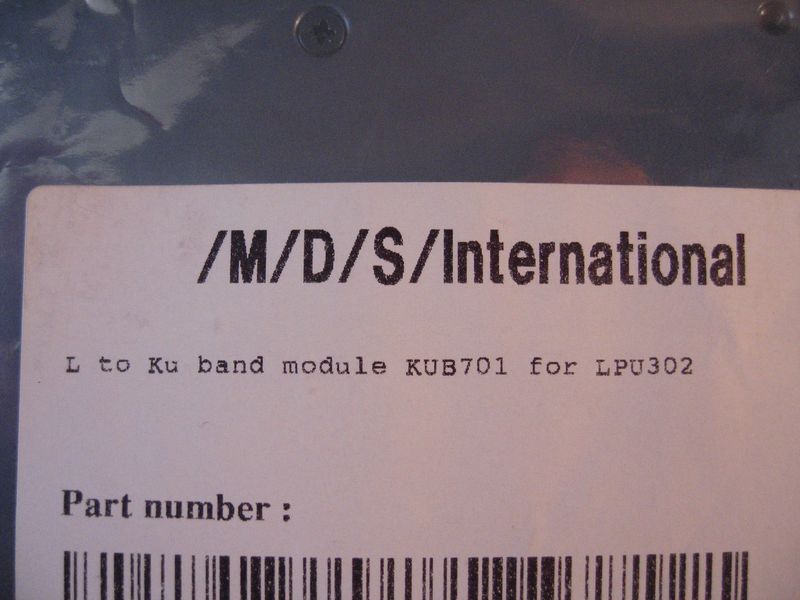 /M/D/S/International
L to Ku band module KUB701 for LPU302
Part number :